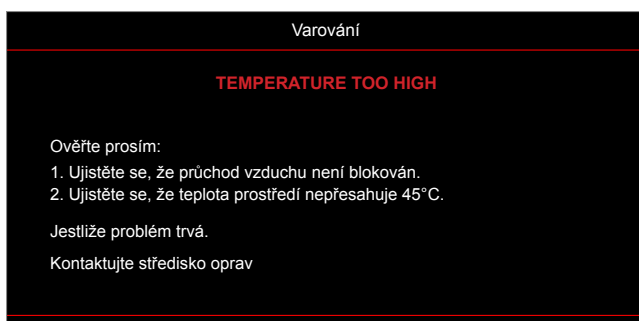 Varování
TEMPERATURE TOO HIGH
Ověřte prosím:
1. Ujistěte se, že průchod vzduchu není blokován.
2. Ujistěte se, že teplota prostředí nepřesahuje 45°C.
Jestliže problém trvá.
Kontaktujte středisko oprav